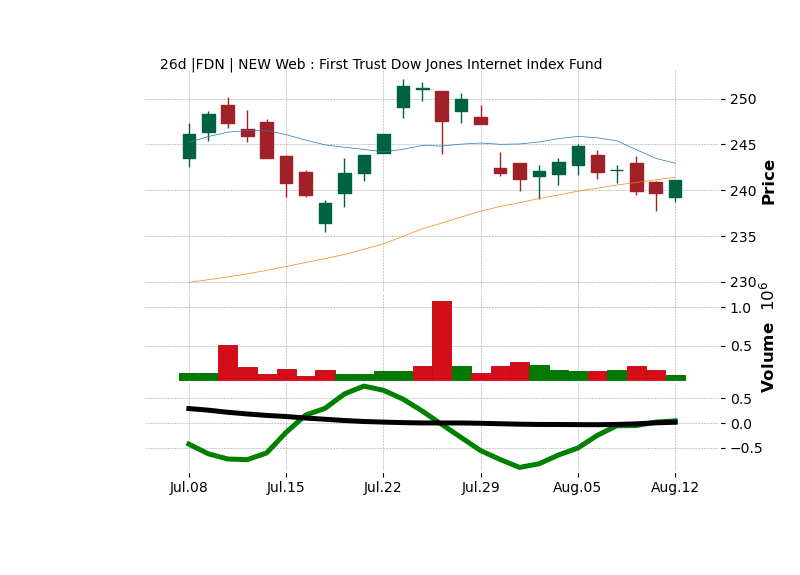 26d |FDN | NEW Web : First Trust Dow Jones Internet Index Fund
250
245
240
235
230
Price
10⁶
1.0
0.5
Volume
0.5
0.0
−0.5
Jul.08 Jul.15 Jul.22 Jul.29 Aug.05 Aug.12